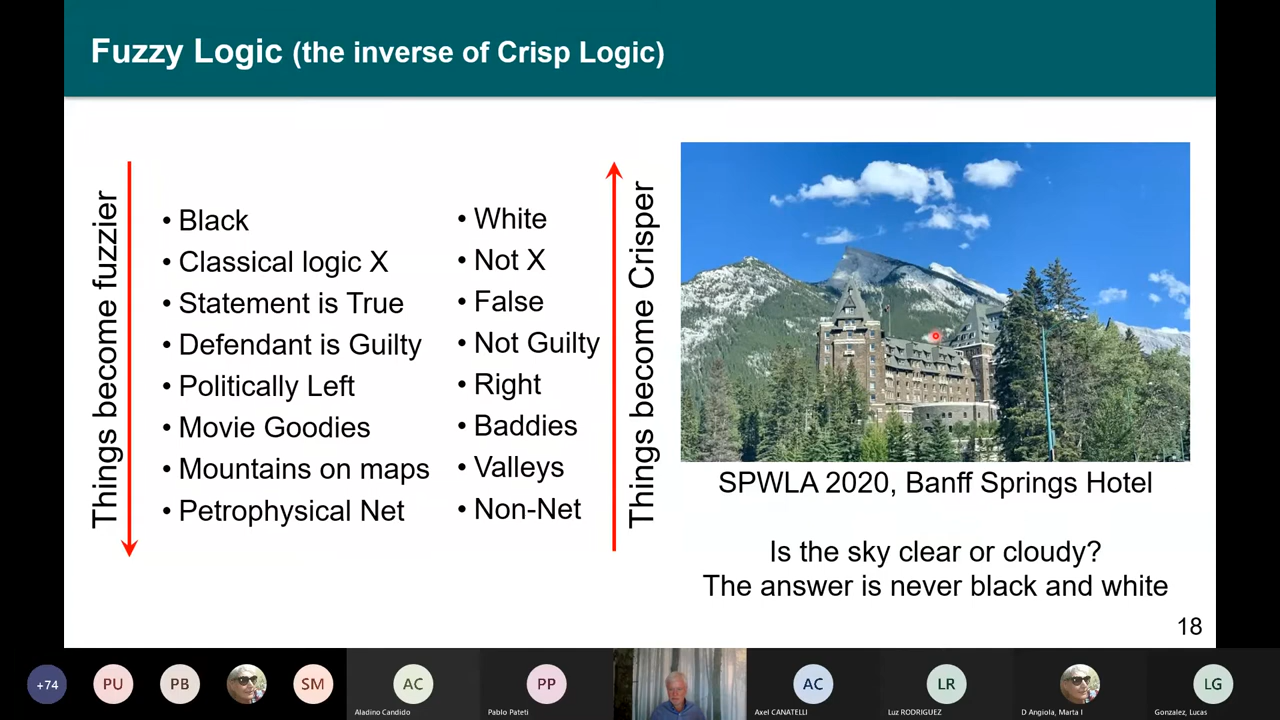 Fuzzy Logic (the inverse of Crisp Logic)
Things become fuzzier
• Black
• Classical logic X
• Statement is True
• Defendant is Guilty
• Politically Left
• Movie Goodies
• Mountains on maps
• Petrophysical Net
• White
• Not X
• False
• Not Guilty
• Right
• Baddies
• Valleys
• Non-Net
Things become Crisper
SPWLA 2020, Banff Springs Hotel
Is the sky clear or cloudy?
The answer is never black and white
18
+74
PU
PB
SM
AC
Aladino Candido
PP
Pablo Pateti
AC
Axel CANATELLI
LR
Luz RODRIGUEZ
D Angiola, Marta I
LG
Gonzalez, Lucas